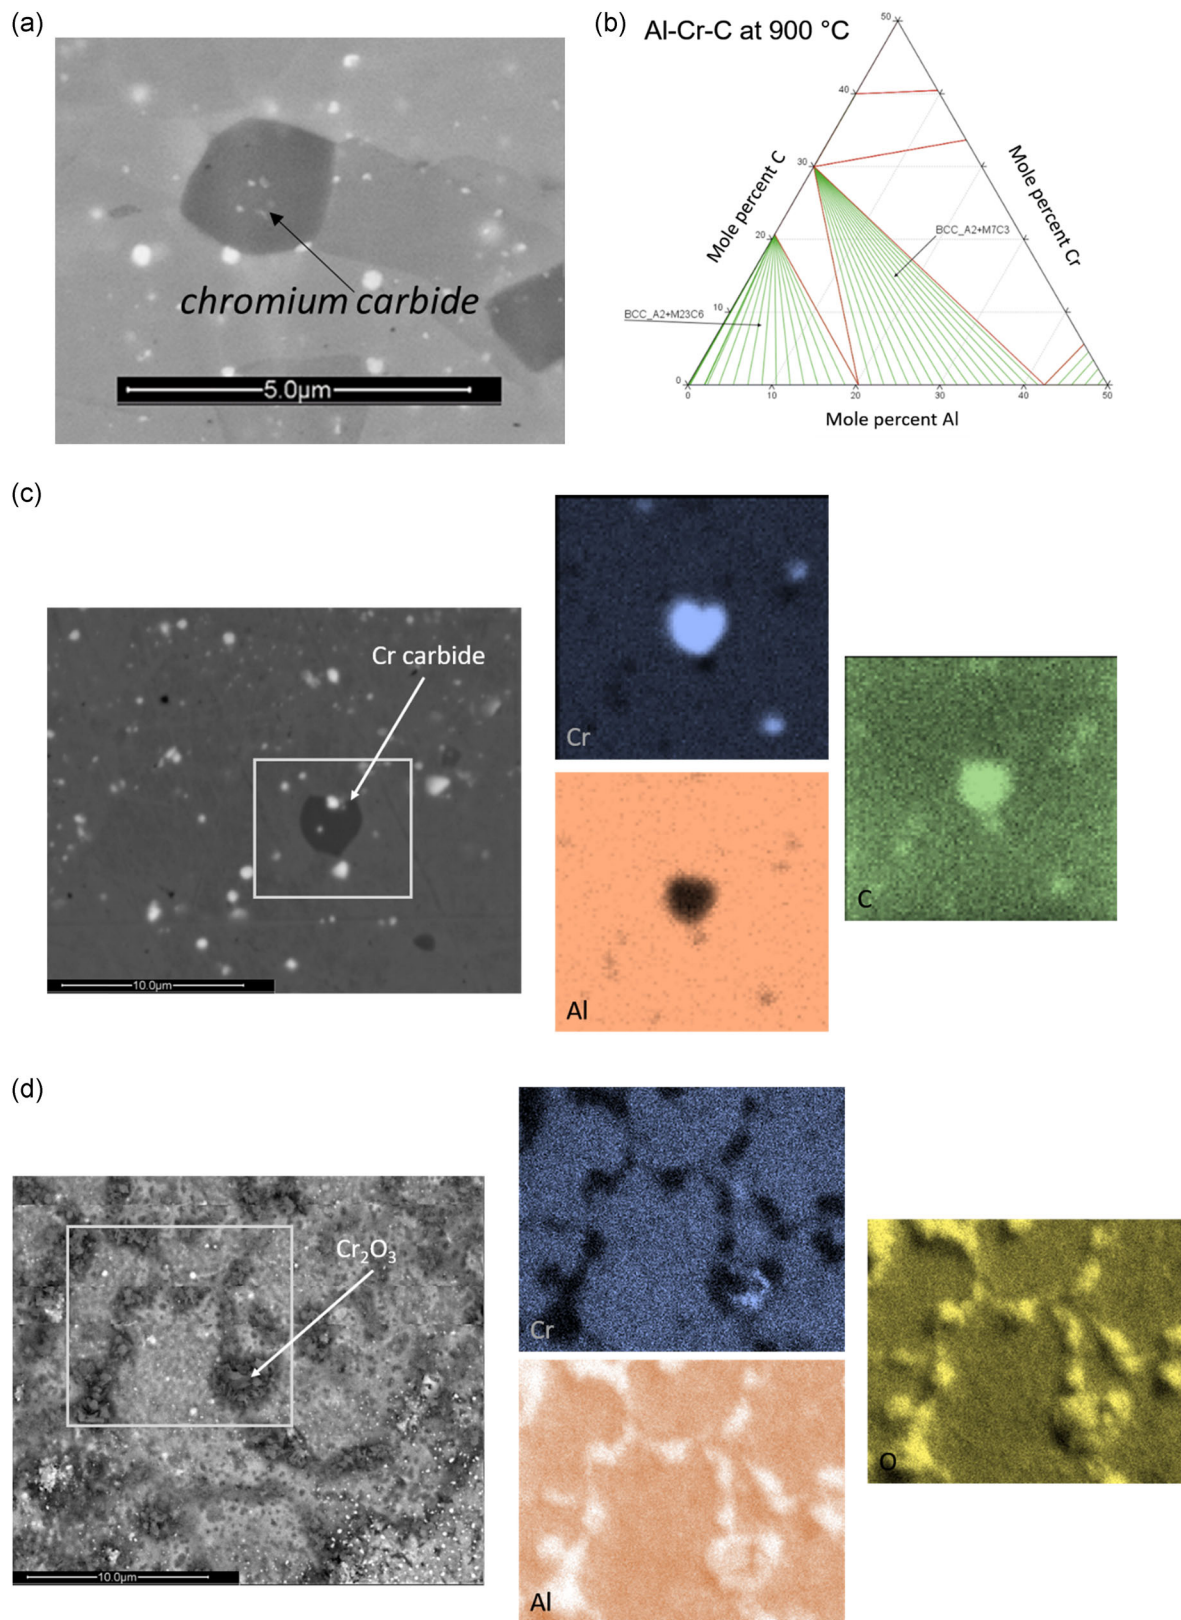 (a)
chromium carbide
5.0µm
(b)
Al-Cr-C at 900 °C
50
40
30
20
10
0
Mole percent C
Mole percent Cr
BCC_A2+M7C3
BCC_A2+M23C6
0
10
20
30
40
50
Mole percent Al
(c)
Cr carbide
10.0µm
Cr
Al
C
(d)
Cr₂O₃
10.0µm
Cr
Al
O